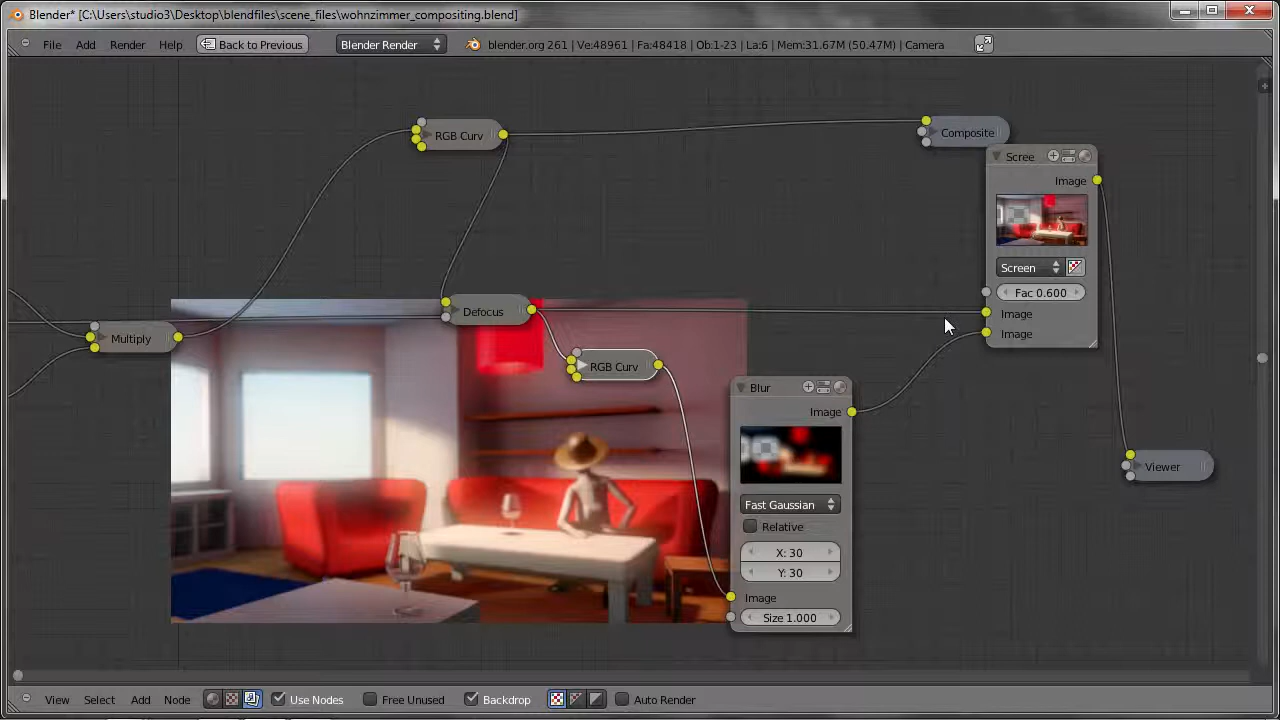 Blender* [C:\Users\studio3\Desktop\blendfiles\scene_files\wohnzimmer_compositing.blend]
File Add Render Help Back to Previous Blender Render blender.org 261 | Ve:48961 | Fa:48418 | Ob:1-23 | La:6 | Mem:31.67M (50.47M) | Camera
RGB Curv
Composite
Scree
Image
Screen
Fac 0.600
Image
Image
Defocus
Multiply
RGB Curv
Blur
Image
Fast Gaussian
Relative
X: 30
Y: 30
Image
Size 1.000
Viewer
View Select Add Node Use Nodes Free Unused Backdrop Auto Render